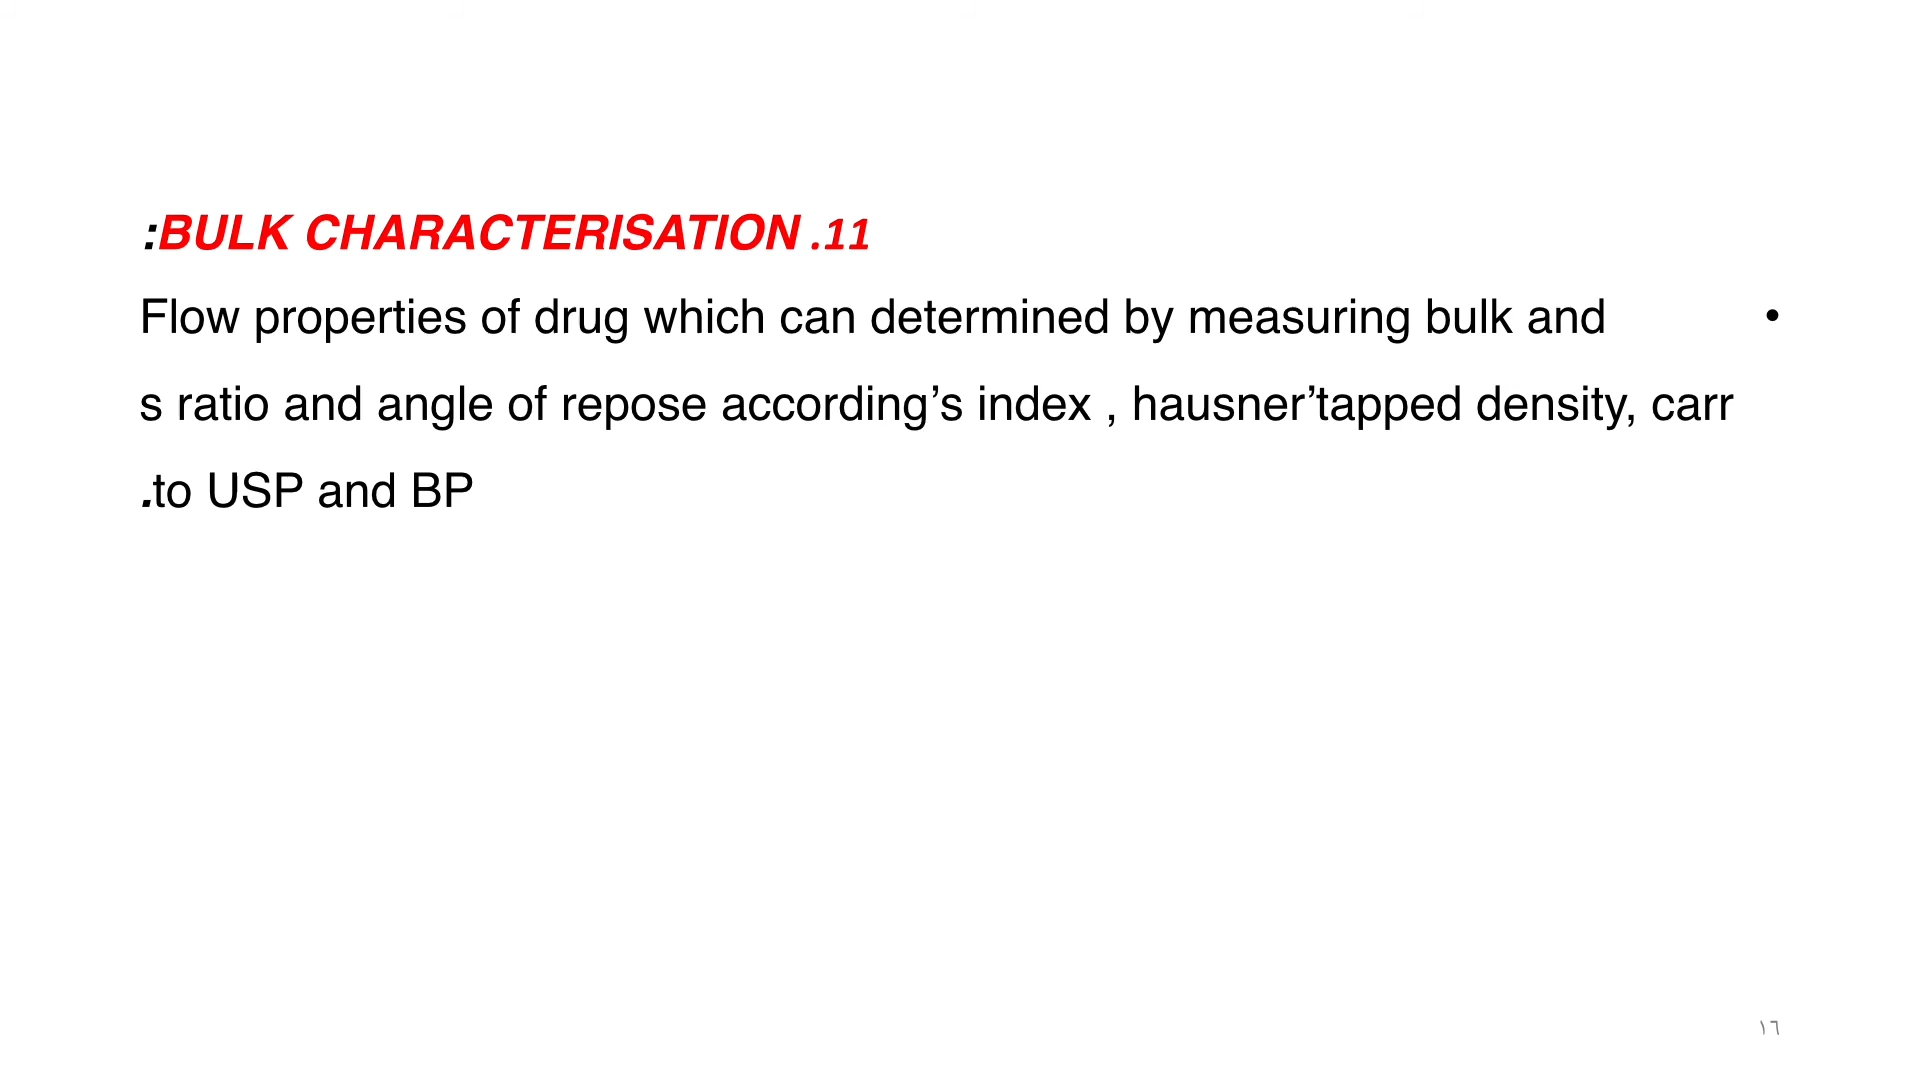 :BULK CHARACTERISATION .11
• Flow properties of drug which can determined by measuring bulk and
s ratio and angle of repose according’s index , hausner’tapped density, carr
.to USP and BP
١٦